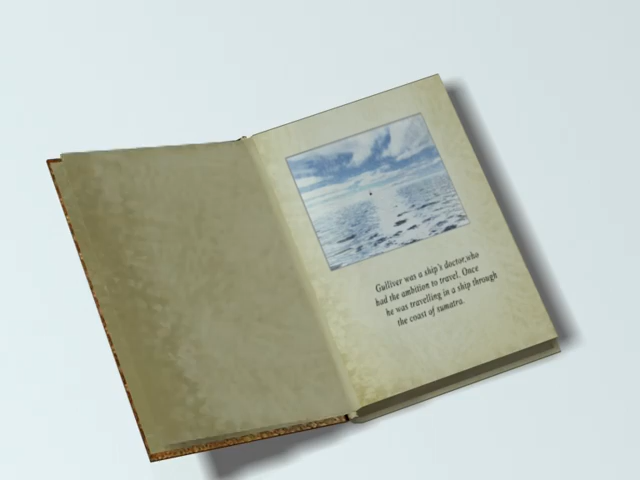 Gulliver was a ship's doctor,who
had the ambition to travel. Once
he was travelling in a ship through
the coast of sumatra.